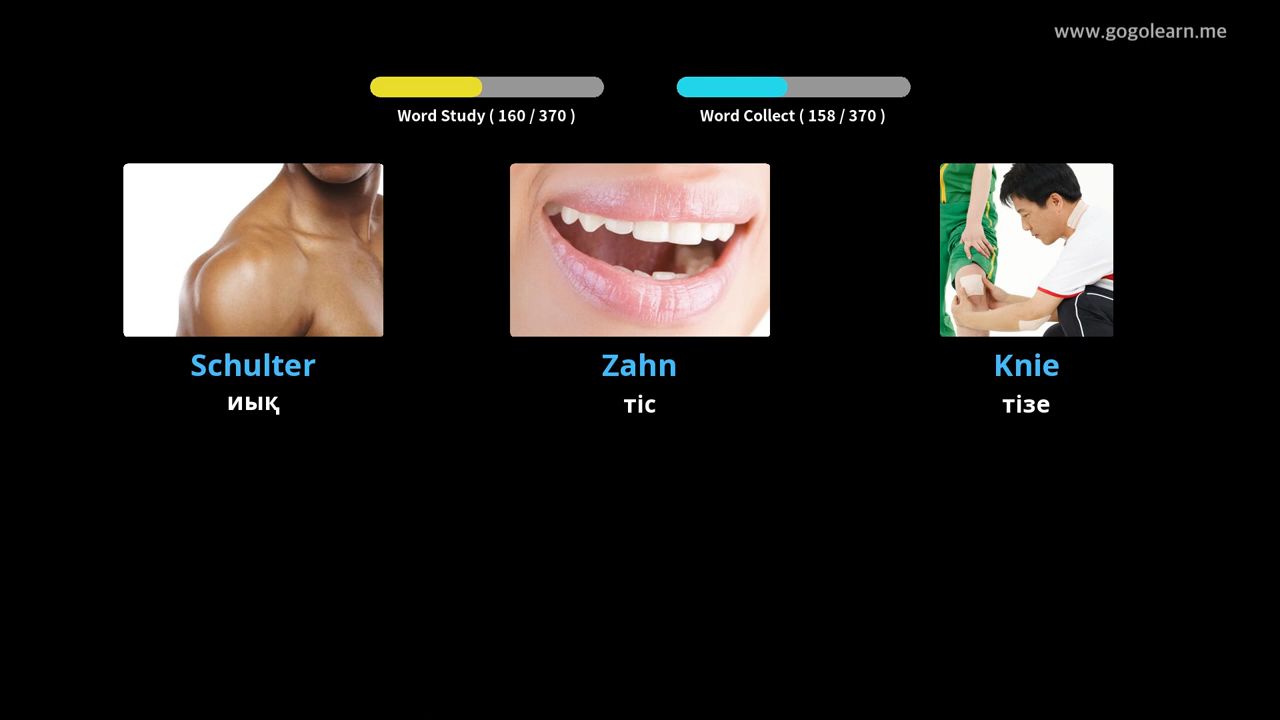 www.gogolearn.me
Word Study ( 160 / 370 )
Word Collect ( 158 / 370 )
Schulter
Zahn
Knie
иық
тіс
тізе